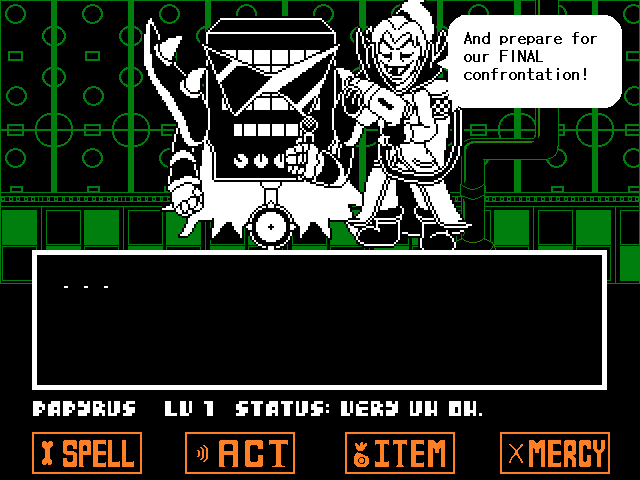 And prepare for
our FINAL
confrontation!
...
PAPYRUS LV 1 STATUS: VERY UH OH.
SPELL ACT ITEM MERCY